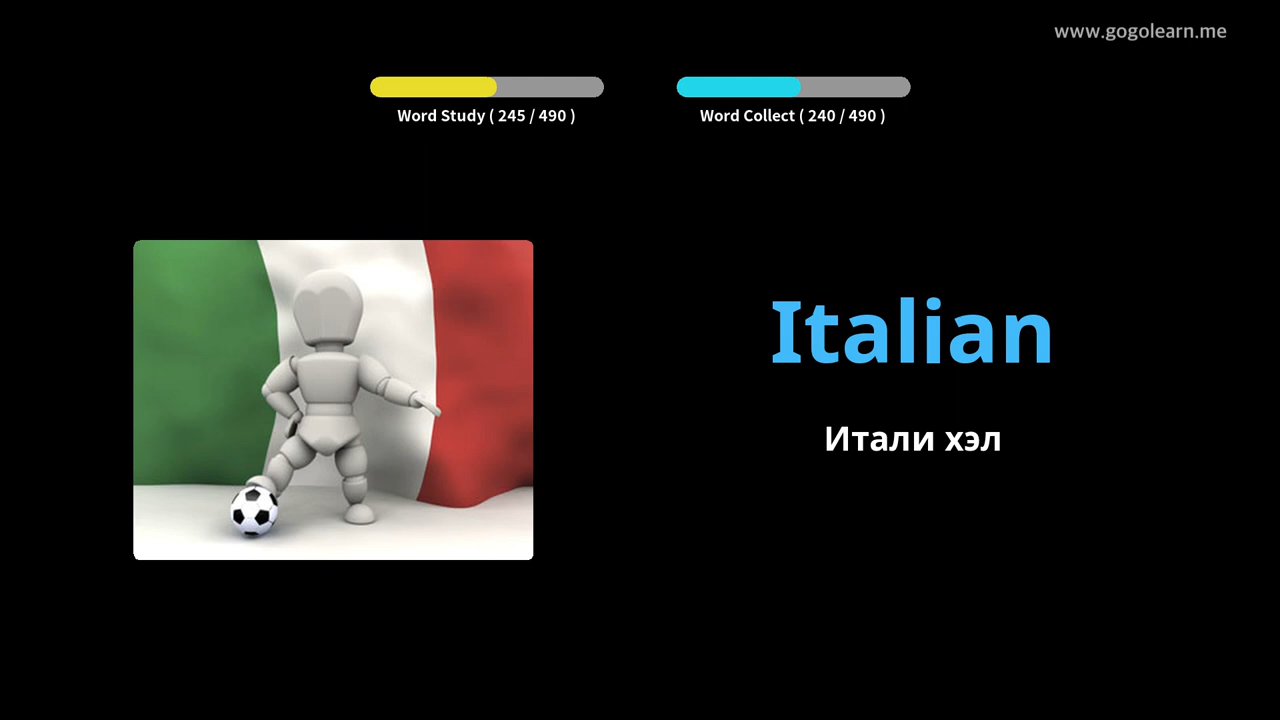 www.gogolearn.me
Word Study ( 245 / 490 )
Word Collect ( 240 / 490 )
Italian
Итали хэл